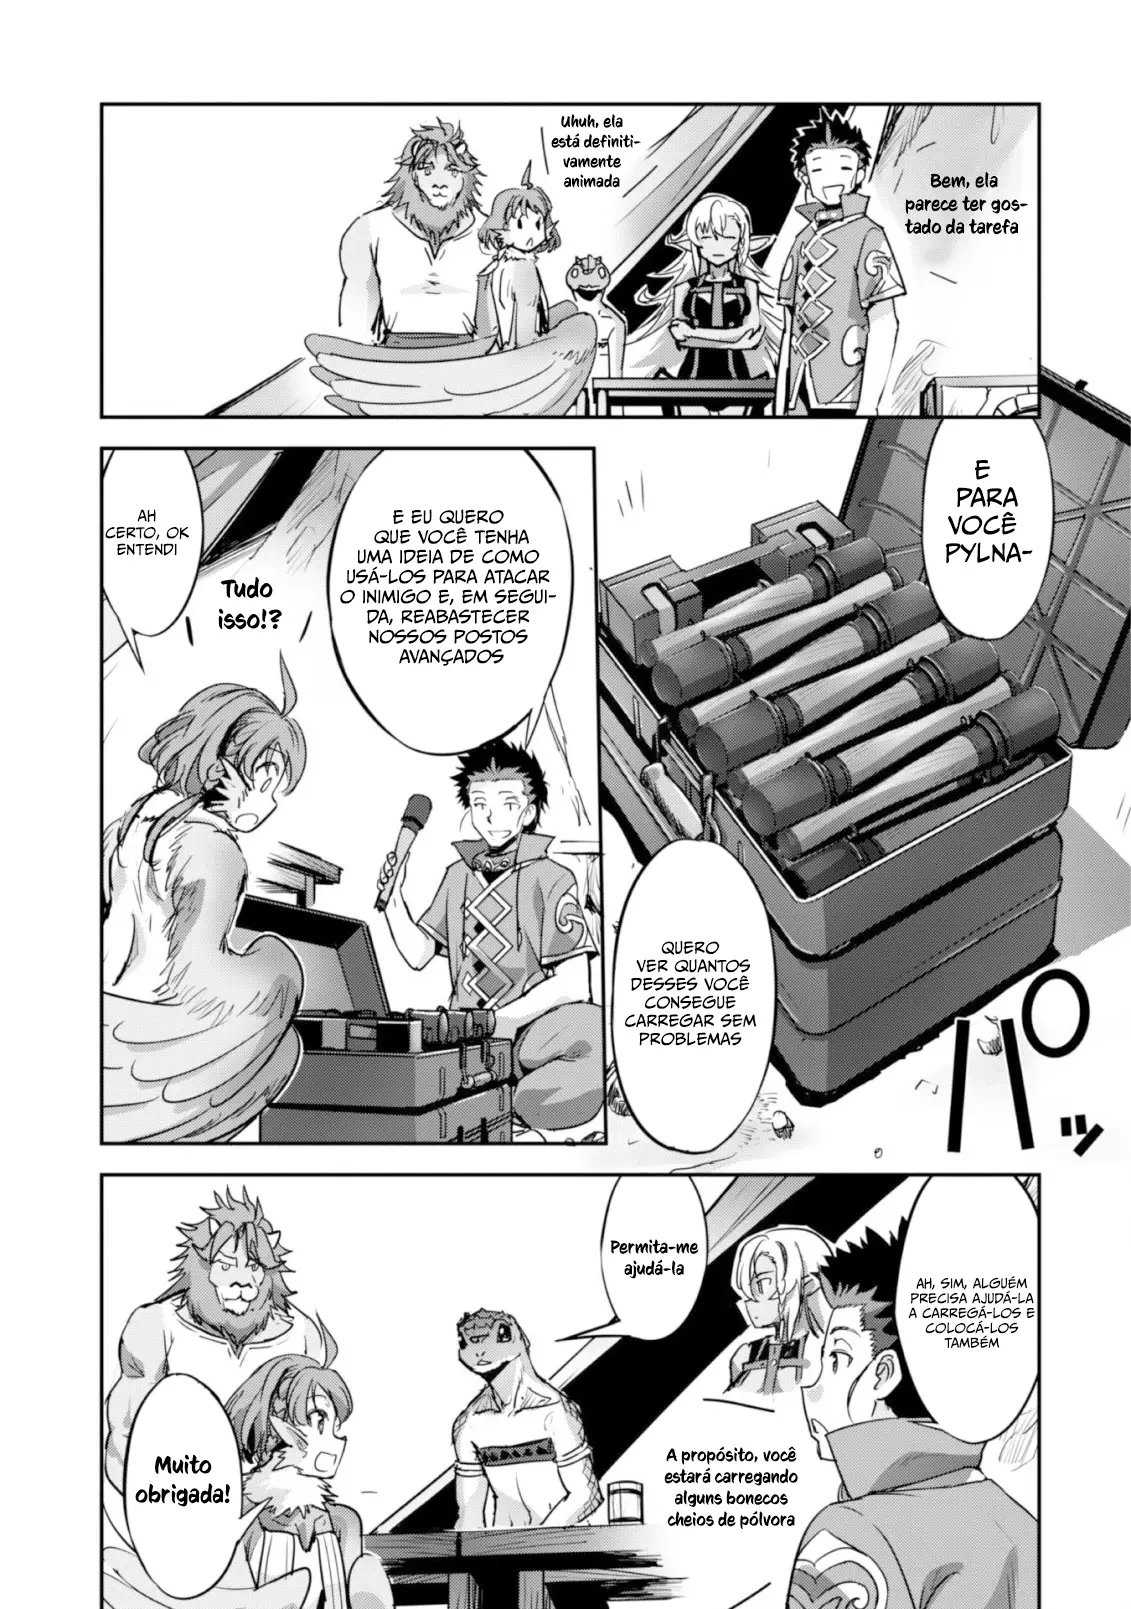 Bem, ela
parece ter gos-
tado da tarefa
Uhuh, ela
está definiti-
vamente
animada
E
PARA
VOCÊ
PYLNA-
QUERO
VER QUANTOS
DESSES VOCÊ
CONSEGUE
CARREGAR SEM
PROBLEMAS
パカッ
E EU QUERO
QUE VOCÊ TENHA
UMA IDEIA DE COMO
USÁ-LOS PARA ATACAR
O INIMIGO E, EM SEGUI-
DA, REABASTECER
NOSSOS POSTOS
AVANÇADOS
Tudo
isso!?
AH
CERTO, OK
ENTENDI
AH, SIM, ALGUÉM
PRECISA AJUDÁ-LA
A CARREGÁ-LOS E
COLOCÁ-LOS
TAMBÉM
Permita-me
ajudá-la
A propósito, você
estará carregando
alguns bonecos
cheios de pólvora
Muito
obrigada!